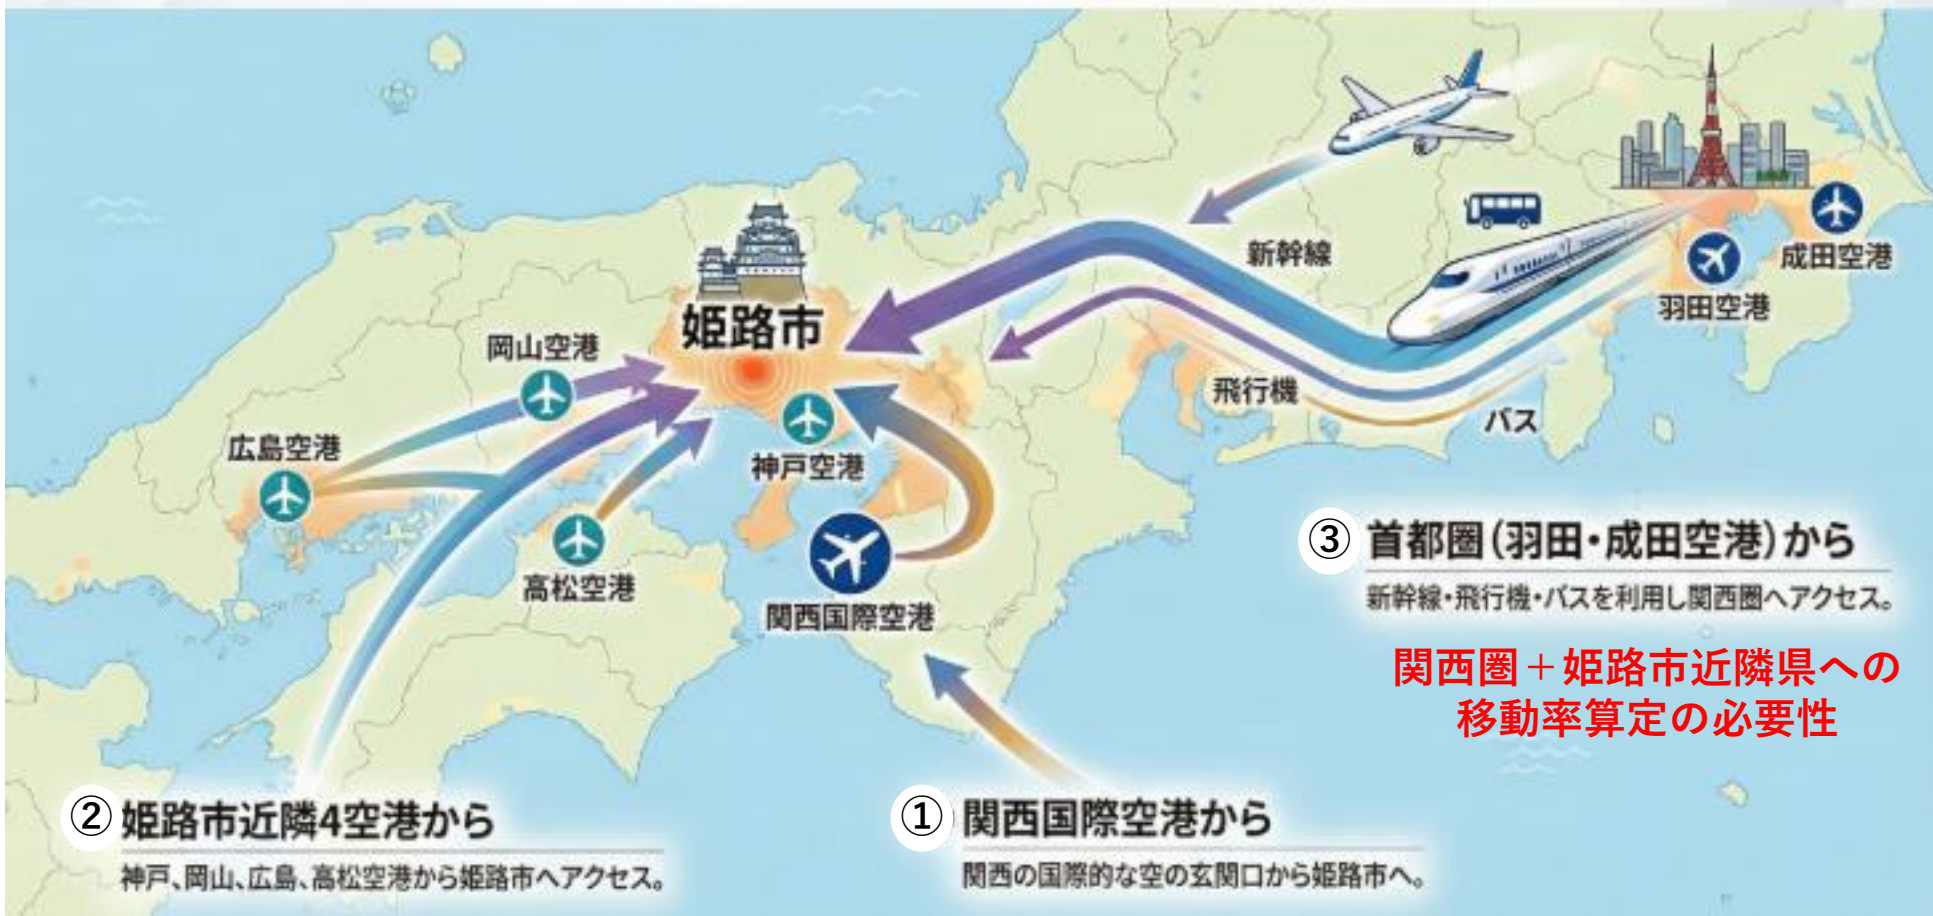 新幹線
成田空港
羽田空港
姫路市
岡山空港
飛行機
バス
広島空港
神戸空港
高松空港
関西国際空港
③ 首都圏(羽田・成田空港)から
新幹線・飛行機・バスを利用し関西圏へアクセス。
関西圏+姫路市近隣県への
移動率算定の必要性
② 姫路市近隣4空港から
神戸、岡山、広島、高松空港から姫路市へアクセス。
① 関西国際空港から
関西の国際的な空の玄関口から姫路市へ。